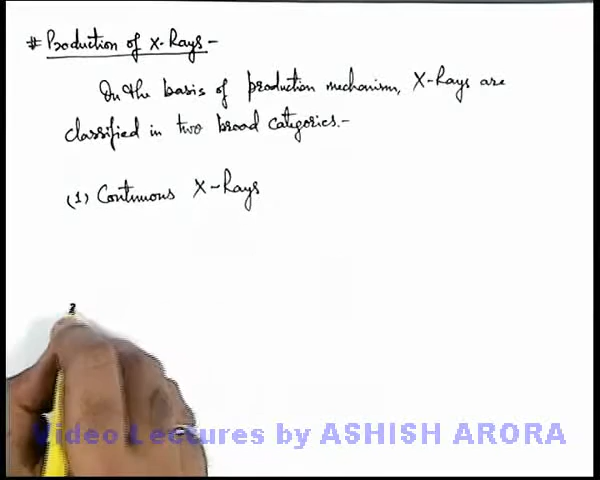 # Production of X-Rays -
On the basis of production mechanism, X-Rays are
classified in two broad categories.-
(1) Continuous X-Rays
Video Lectures by ASHISH ARORA